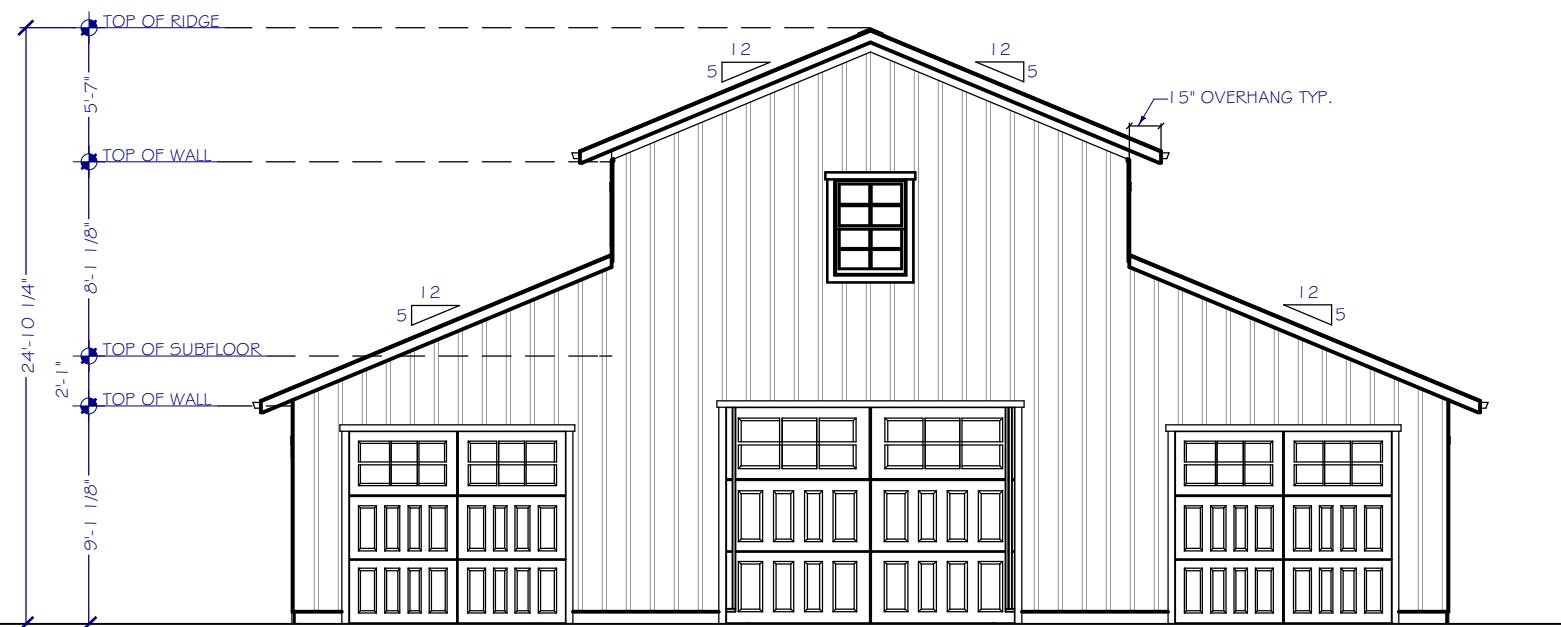 TOP OF RIDGE
12
12
5
5
5'-7"
15" OVERHANG TYP.
TOP OF WALL
8'-1 1/8"
12
12
5
5
24'-10 1/4"
TOP OF SUBFLOOR
2'-1"
TOP OF WALL
9'-1 1/8"